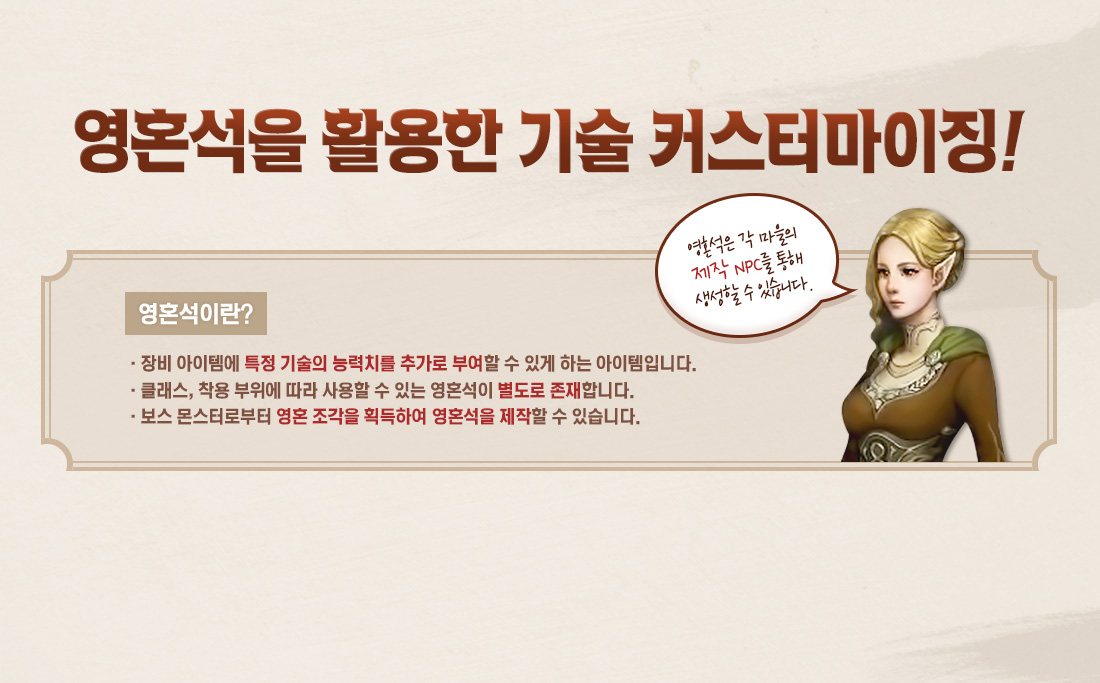 영혼석을 활용한 기술 커스터마이징!
영혼석은 각 마을의
제작 NPC를 통해
생성할 수 있습니다.
영혼석이란?
· 장비 아이템에 특정 기술의 능력치를 추가로 부여할 수 있게 하는 아이템입니다.
· 클래스, 착용 부위에 따라 사용할 수 있는 영혼석이 별도로 존재합니다.
· 보스 몬스터로부터 영혼 조각을 획득하여 영혼석을 제작할 수 있습니다.